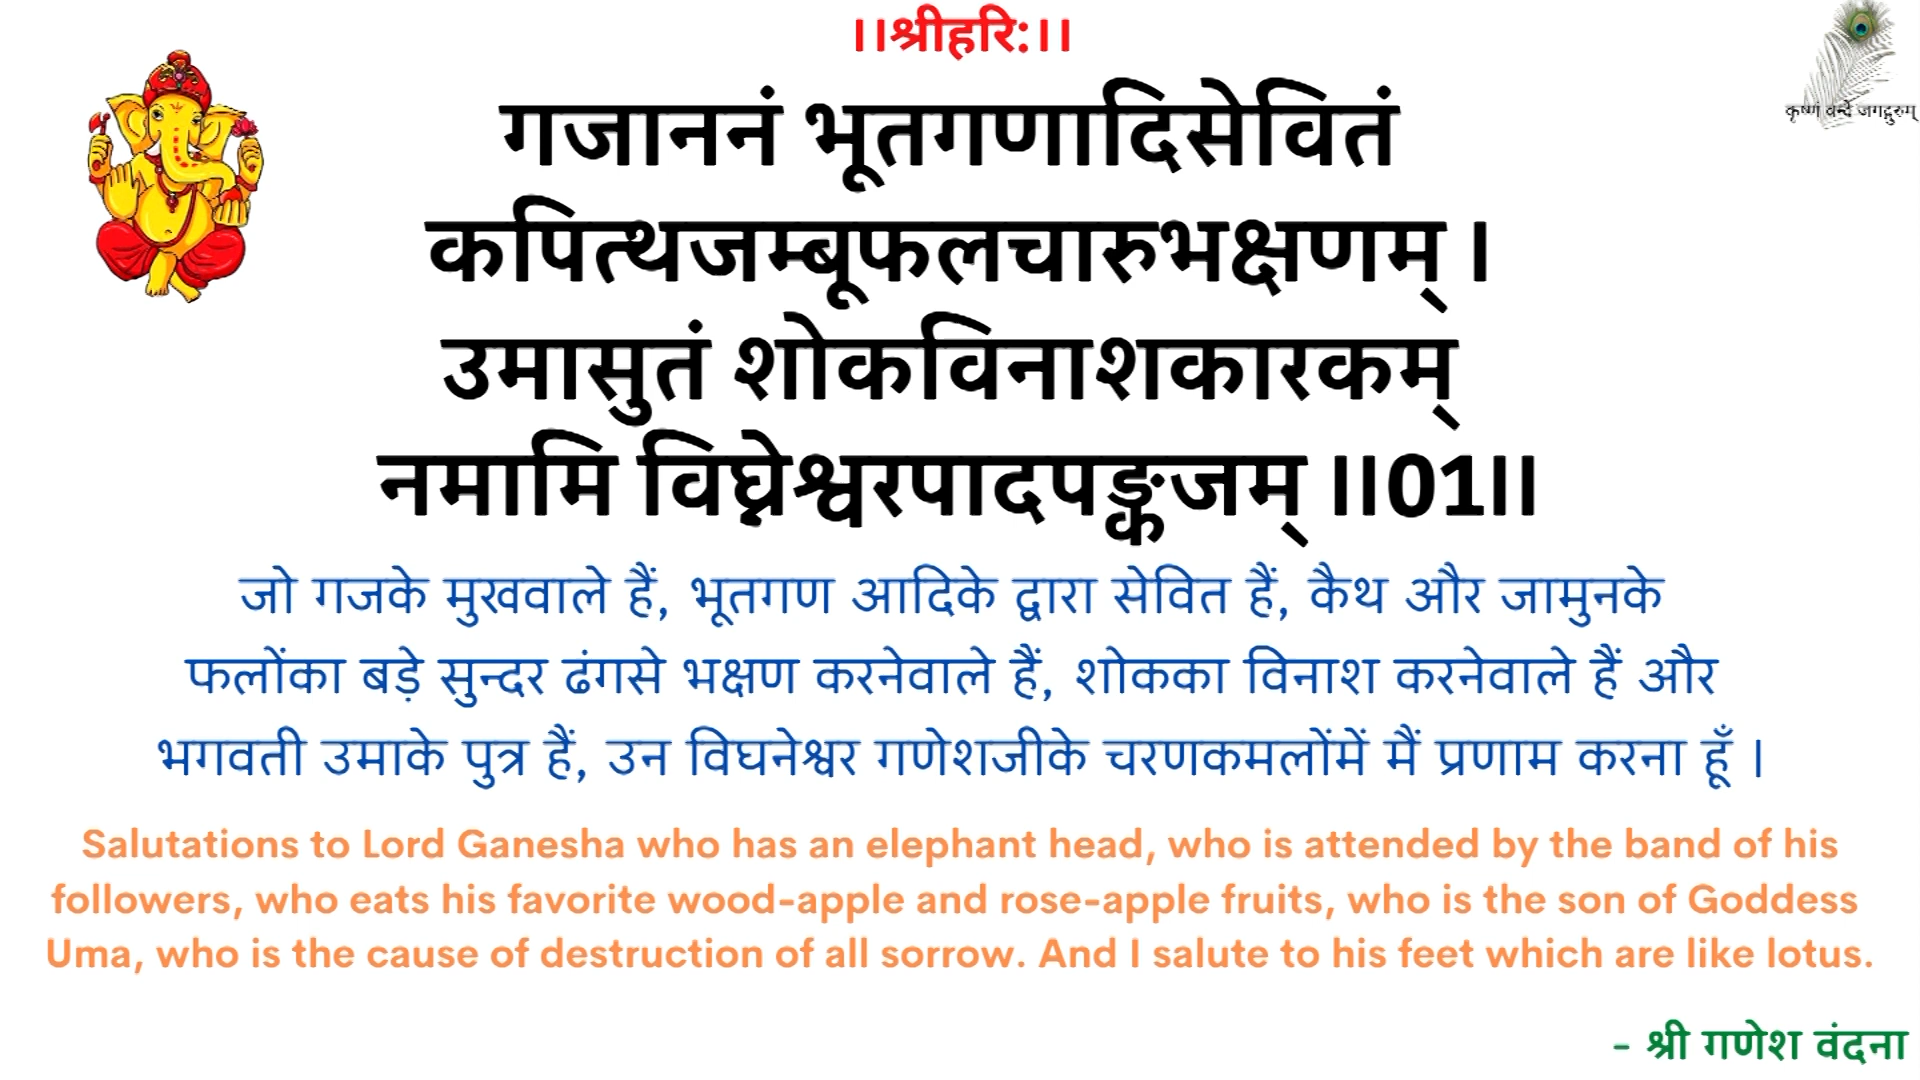 ।।श्रीहरि:।।
कृष्णं वन्दे जगद्गुरुम्
गजाननं भूतगणादिसेवितं
कपित्थजम्बूफलचारुभक्षणम् ।
उमासुतं शोकविनाशकारकम्
नमामि विघ्नेश्वरपादपङ्कजम् ।।01।।
जो गजके मुखवाले हैं, भूतगण आदिके द्वारा सेवित हैं, कैथ और जामुनके
फलोंका बड़े सुन्दर ढंगसे भक्षण करनेवाले हैं, शोकका विनाश करनेवाले हैं और
भगवती उमाके पुत्र हैं, उन विघनेश्वर गणेशजीके चरणकमलोंमें मैं प्रणाम करना हूँ ।
Salutations to Lord Ganesha who has an elephant head, who is attended by the band of his
followers, who eats his favorite wood-apple and rose-apple fruits, who is the son of Goddess
Uma, who is the cause of destruction of all sorrow. And I salute to his feet which are like lotus.
- श्री गणेश वंदना